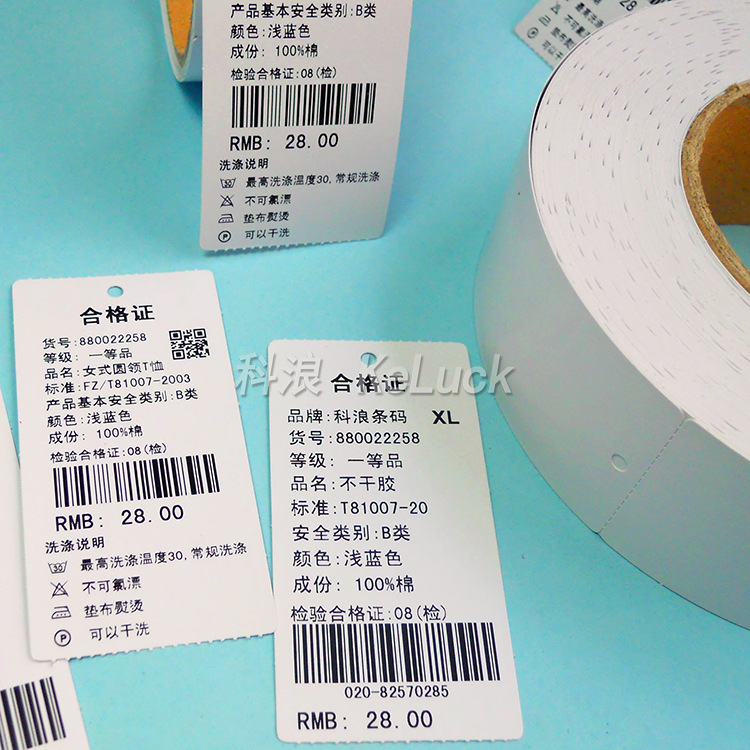 产品基本安全类别:B类
颜色:浅蓝色
成份: 100%棉
检验合格证:08(检)
RMB: 28.00
洗涤说明
最高洗涤温度30,常规洗涤
不可氯漂
垫布熨烫
可以干洗
合格证
货号:880022258
等级: 一等品
品名:女式圆领T恤
标准:FZ/T81007-2003
产品基本安全类别:B类
颜色:浅蓝色
成份: 100%棉
检验合格证:08(检)
RMB: 28.00
洗涤说明
最高洗涤温度30,常规洗涤
不可氯漂
垫布熨烫
可以干洗
科浪 KeLuck
合格证
品牌:科浪条码 XL
货号:880022258
等级: 一等品
品名:不干胶
标准:T81007-20
安全类别:B类
颜色:浅蓝色
成份: 100%棉
检验合格证:08(检)
020-82570285
RMB: 28.00